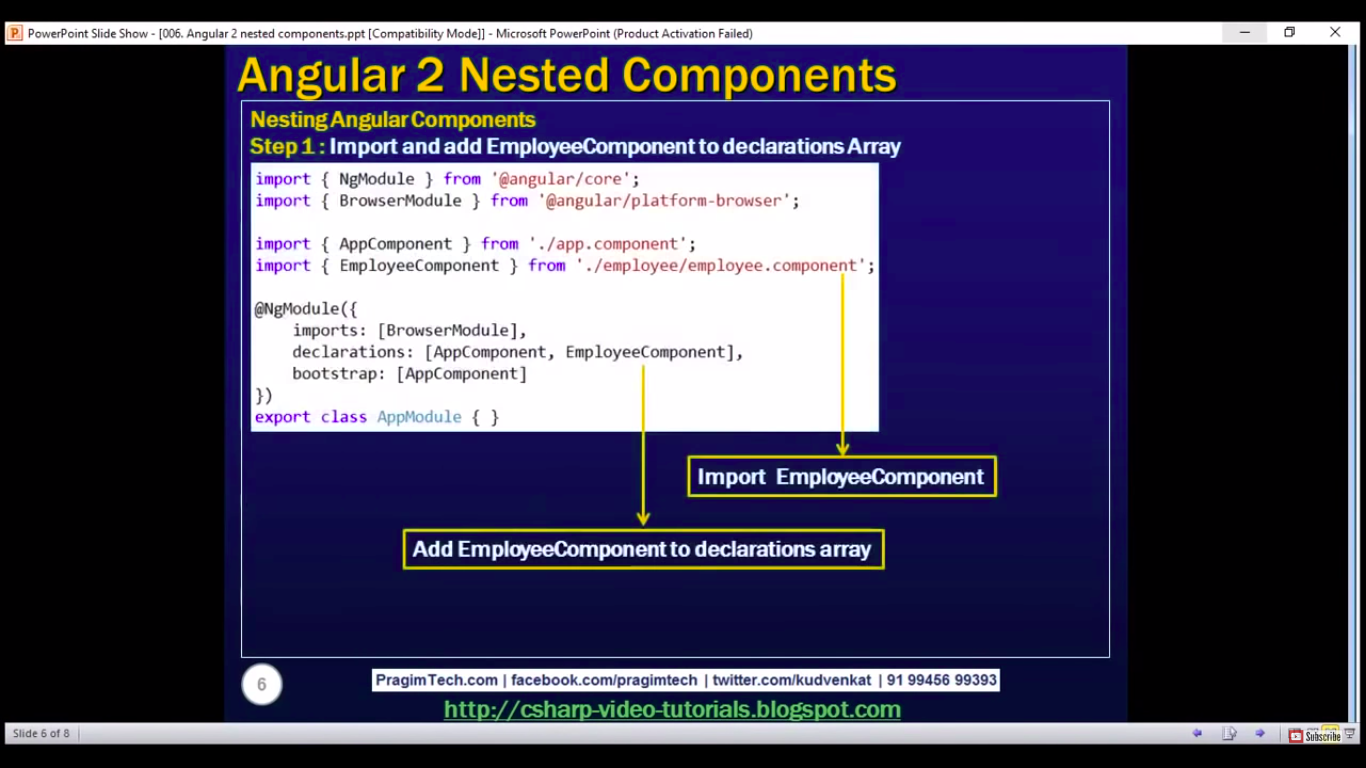 PowerPoint Slide Show - [006. Angular 2 nested components.ppt [Compatibility Mode]] - Microsoft PowerPoint (Product Activation Failed)
Angular 2 Nested Components
Nesting Angular Components
Step 1 : Import and add EmployeeComponent to declarations Array
import { NgModule } from '@angular/core';
import { BrowserModule } from '@angular/platform-browser';
import { AppComponent } from './app.component';
import { EmployeeComponent } from './employee/employee.component';
@NgModule({
    imports: [BrowserModule],
    declarations: [AppComponent, EmployeeComponent],
    bootstrap: [AppComponent]
})
export class AppModule { }
Import EmployeeComponent
Add EmployeeComponent to declarations array
6
PragimTech.com | facebook.com/pragimtech | twitter.com/kudvenkat | 91 99456 99393
http://csharp-video-tutorials.blogspot.com
Slide 6 of 8
Subscribe